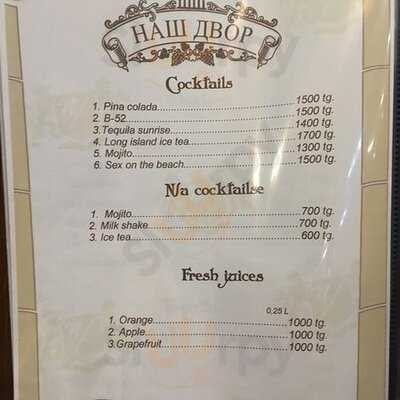 НАШ ДВОР
Cocktails
1. Pina colada 1500 tg.
2. B-52 1500 tg.
3.Tequila sunrise 1400 tg.
4. Long island ice tea 1700 tg.
5. Mojito 1300 tg.
6. Sex on the beach 1500 tg.
N/a cocktailse
1. Mojito 700 tg.
2. Milk shake 700 tg.
3. Ice tea 600 tg.
Fresh juices
0,25 L
1. Orange 1000 tg.
2. Apple 1000 tg.
3.Grapefruit 1000 tg.